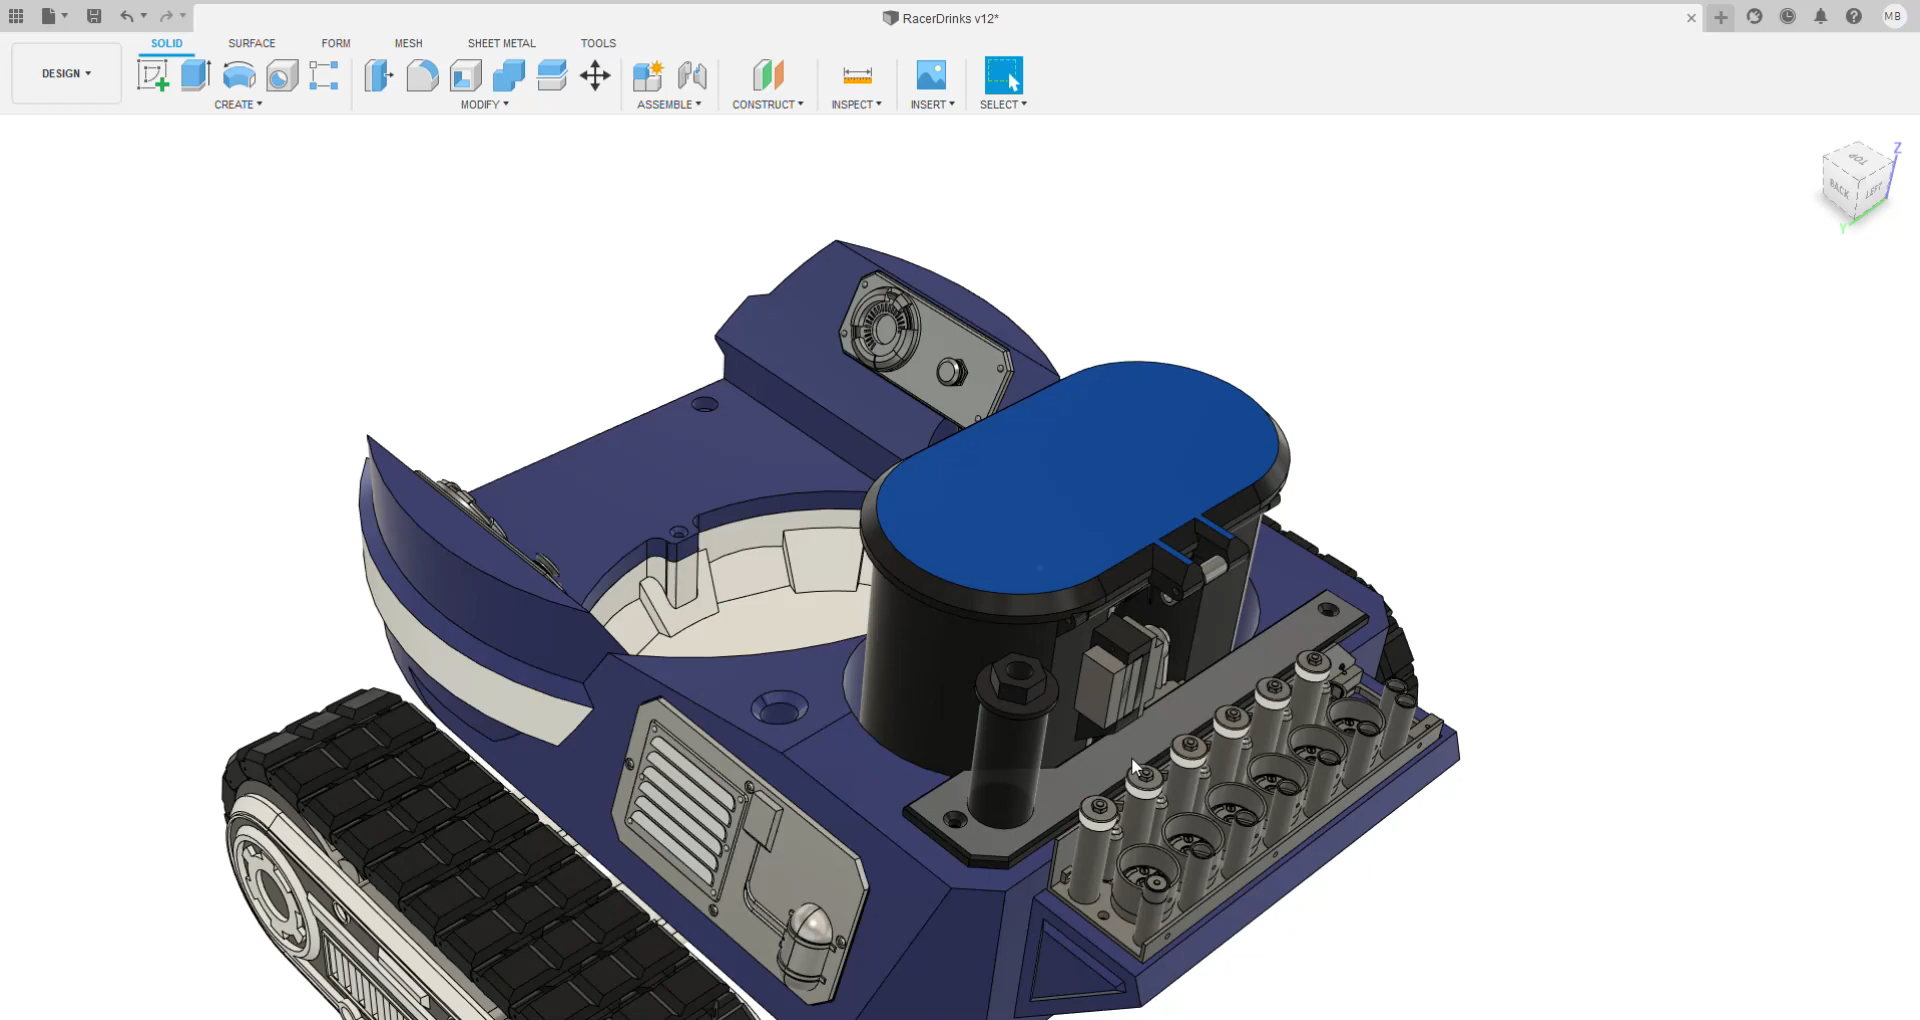 RacerDrinks v12*
MB
DESIGN
SOLID
SURFACE
FORM
MESH
SHEET METAL
TOOLS
CREATE
MODIFY
ASSEMBLE
CONSTRUCT
INSPECT
INSERT
SELECT
TOP
BACK
LEFT
Z
Y